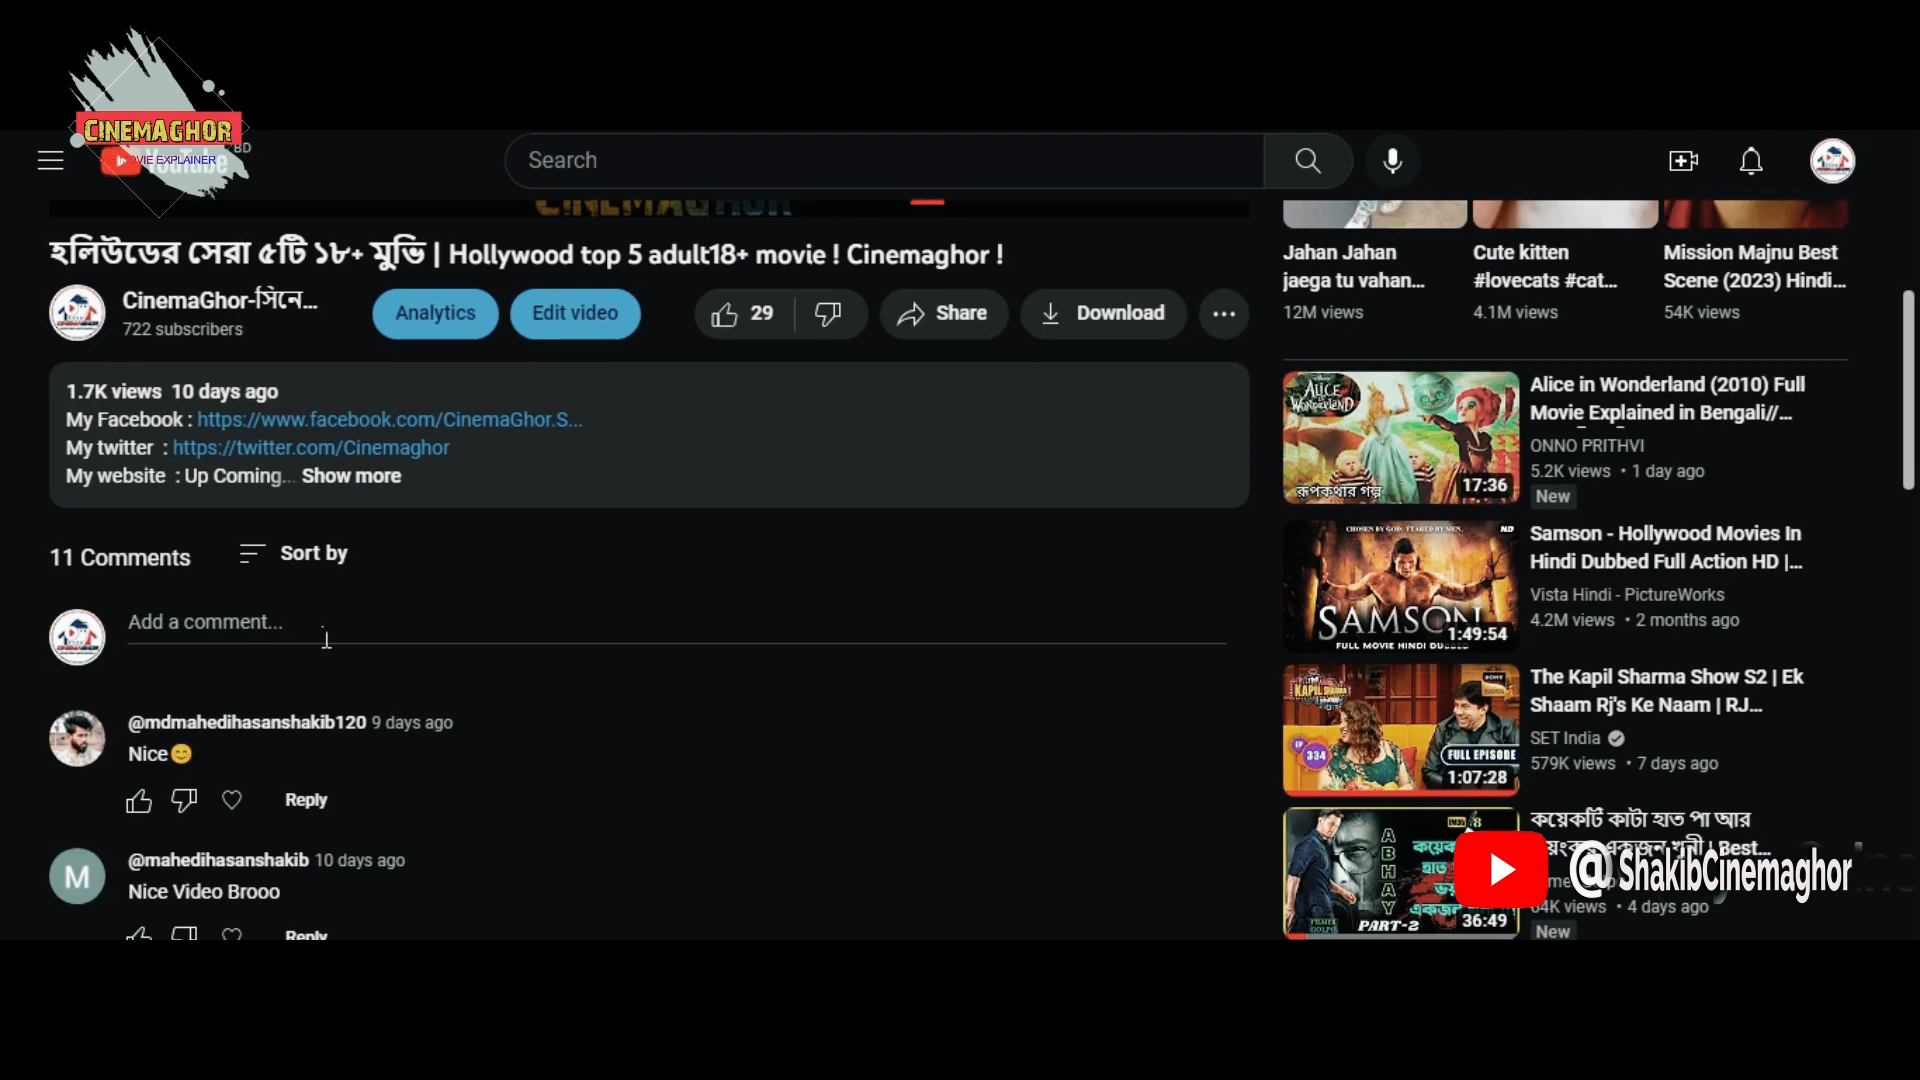 CINEMAGHOR
MOVIE EXPLAINER
YouTube BD
Search
CINEMAGHOR
হলিউডের সেরা ৫টি ১৮+ মুভি | Hollywood top 5 adult18+ movie ! Cinemaghor !
CinemaGhor-সিনে...
722 subscribers
Analytics
Edit video
29
Share
Download
1.7K views 10 days ago
My Facebook : https://www.facebook.com/CinemaGhor.S...
My twitter : https://twitter.com/Cinemaghor
My website : Up Coming... Show more
11 Comments
Sort by
Add a comment...
@mdmahedihasanshakib120 9 days ago
Nice😊
Reply
M
@mahedihasanshakib 10 days ago
Nice Video Brooo
Reply
Jahan Jahan
jaega tu vahan...
12M views
Cute kitten
#lovecats #cat...
4.1M views
Mission Majnu Best
Scene (2023) Hindi...
54K views
ALICE IN
WONDERLAND
রূপকথার গল্প
17:36
Alice in Wonderland (2010) Full
Movie Explained in Bengali//...
ONNO PRITHVI
5.2K views • 1 day ago
New
CHOSEN BY GOD. FEARED BY MEN.
HD
SAMSON
1:49:54
FULL MOVIE HINDI DUBBED
Samson - Hollywood Movies In
Hindi Dubbed Full Action HD |...
Vista Hindi - PictureWorks
4.2M views • 2 months ago
THE KAPIL SHARMA SHOW
SONY
EP 334
FULL EPISODE
1:07:28
The Kapil Sharma Show S2 | Ek
Shaam Rj's Ke Naam | RJ...
SET India
579K views • 7 days ago
ABHAY
IMDb 8
একজন
PART-2
36:49
কয়েকটি কাটা হাত পা আর
একজন খুনী | Best...
64K views • 4 days ago
New
@ShakibCinemaghor